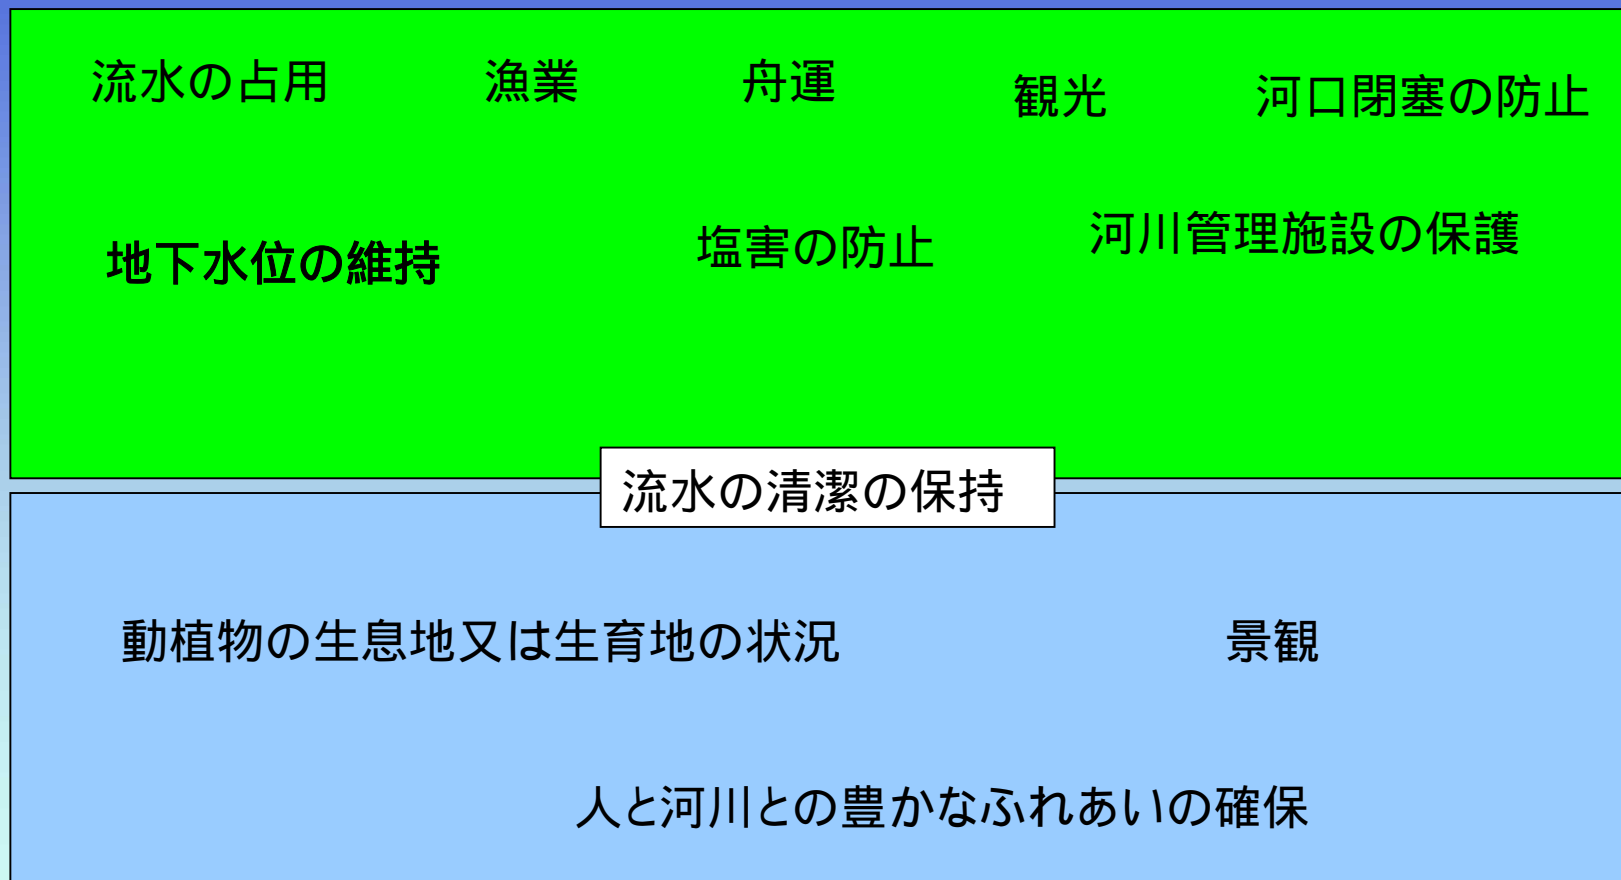 流水の占用
漁業
舟運
観光
河口閉塞の防止
地下水位の維持
塩害の防止
河川管理施設の保護
流水の清潔の保持
動植物の生息地又は生育地の状況
景観
人と河川との豊かなふれあいの確保